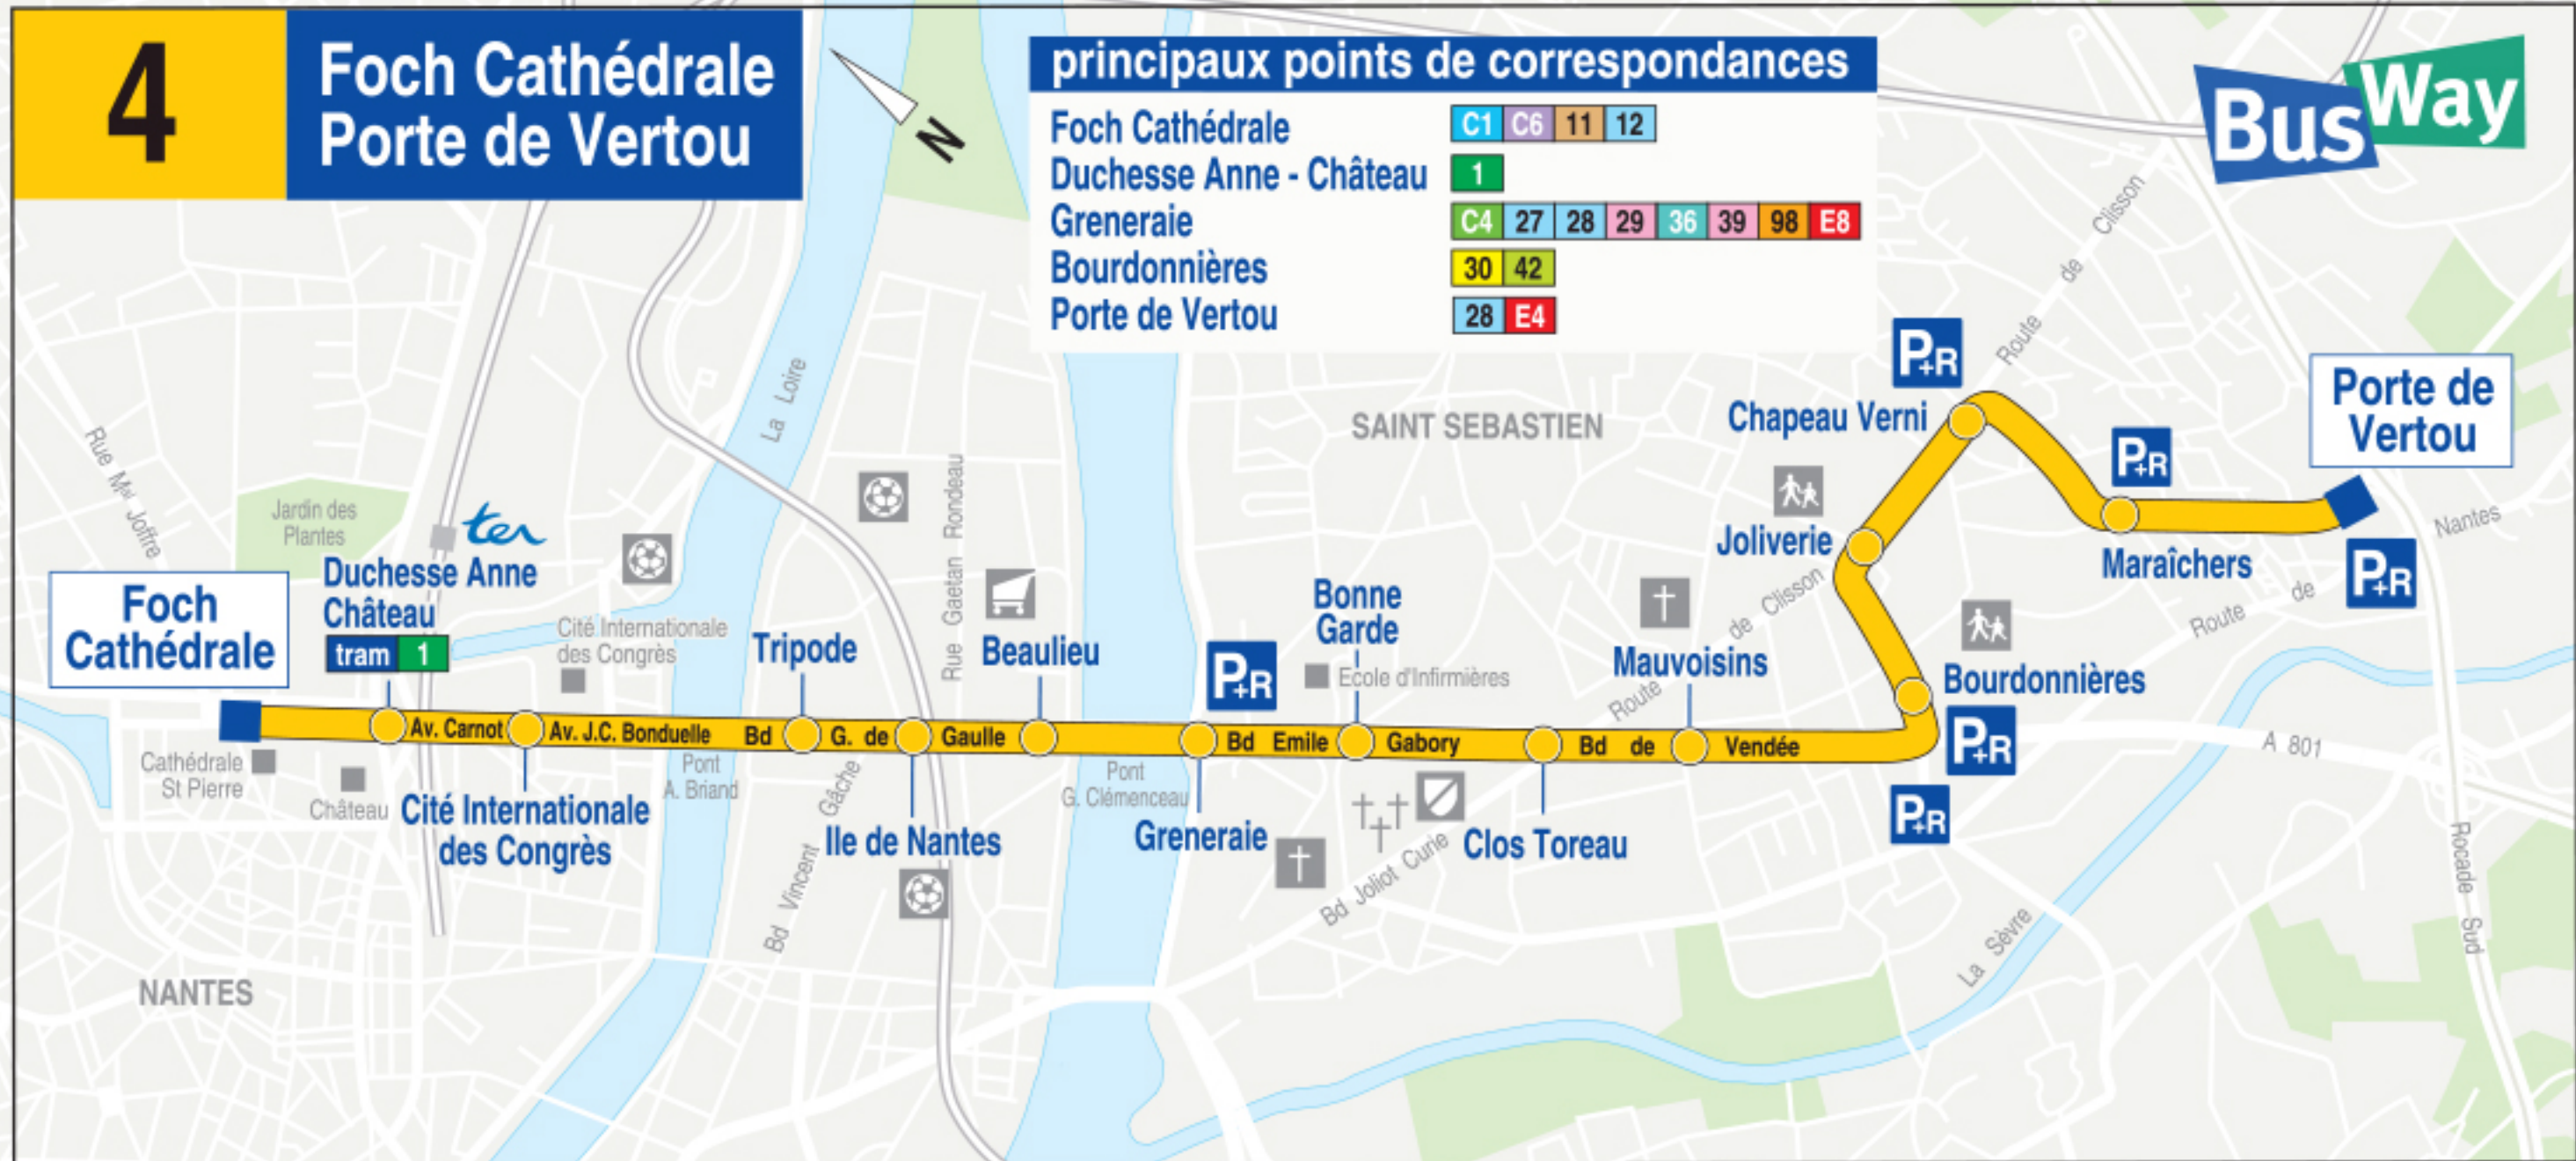 4
Foch Cathédrale
Porte de Vertou
N
principaux points de correspondances
Foch Cathédrale C1 C6 11 12
Duchesse Anne - Château 1
Greneraie C4 27 28 29 36 39 98 E8
Bourdonnières 30 42
Porte de Vertou 28 E4
Bus Way
Route de Clisson
P+R
Chapeau Verni
Porte de
Vertou
P+R
La Loire
SAINT SEBASTIEN
Rue Mal Joffre
Jardin des
Plantes
ter
Rue Gaetan Rondeau
Joliverie
Maraîchers
Nantes
Route de
P+R
Foch
Cathédrale
Duchesse Anne
Château
tram 1
Cité Internationale
des Congrès
Tripode
Beaulieu
P+R
Bonne
Garde
Ecole d'Infirmières
Mauvoisins
Route de Clisson
Bourdonnières
P+R
P+R
Av. Carnot
Av. J.C. Bonduelle
Bd G. de Gaulle
Bd Emile Gabory
Bd de Vendée
A 801
Cathédrale
St Pierre
Château
Cité Internationale
des Congrès
Pont
A. Briand
Bd Vincent Gâche
Ile de Nantes
Pont
G. Clémenceau
Greneraie
Bd Joliot Curie
Clos Toreau
La Sèvre
Rocade Sud
NANTES